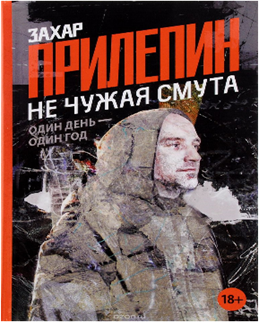 ЗАХАР
ПРИЛЕПИН
НЕ ЧУЖАЯ СМУТА
ОДИН ДЕНЬ —
ОДИН ГОД
18+